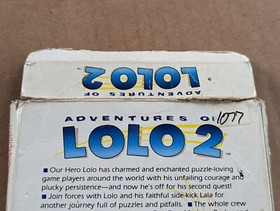 ADVENTURES OF
LOLO 2
ADVENTURES OF
1077
LOLO 2™
■ Our Hero Lolo has charmed and enchanted puzzle-loving
game players around the world with his unfailing courage and
plucky persistence—and now he's off for his second quest!
■ Join forces with Lolo and his faithful side-kick Lala for
another journey full of puzzles and pitfalls. ■ The whole crew